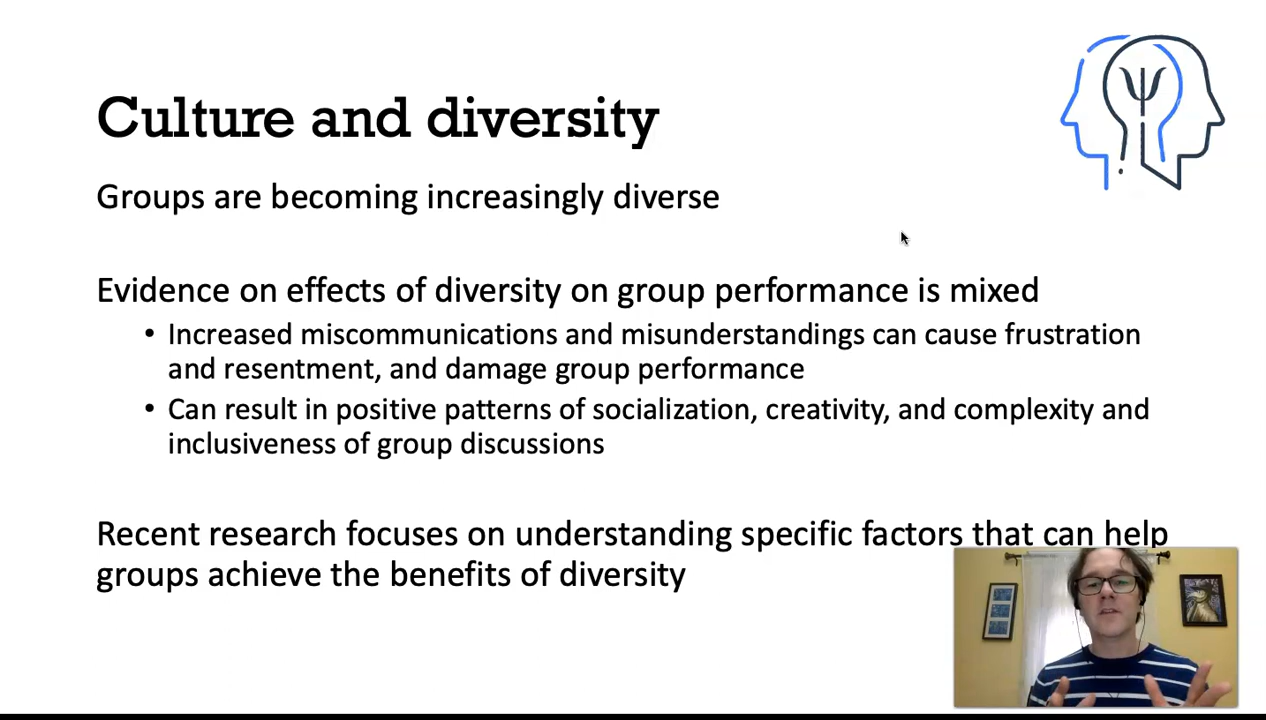 Culture and diversity
Groups are becoming increasingly diverse
Evidence on effects of diversity on group performance is mixed
• Increased miscommunications and misunderstandings can cause frustration
and resentment, and damage group performance
• Can result in positive patterns of socialization, creativity, and complexity and
inclusiveness of group discussions
Recent research focuses on understanding specific factors that can help
groups achieve the benefits of diversity